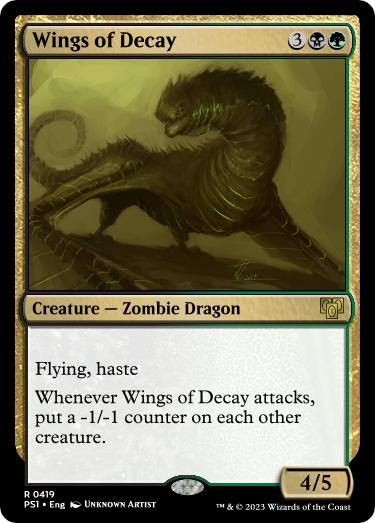 Wings of Decay 3
Creature — Zombie Dragon
Flying, haste
Whenever Wings of Decay attacks,
put a -1/-1 counter on each other
creature.
4/5
R 0419
PS1 • Eng Unknown Artist
™ & © 2023 Wizards of the Coast